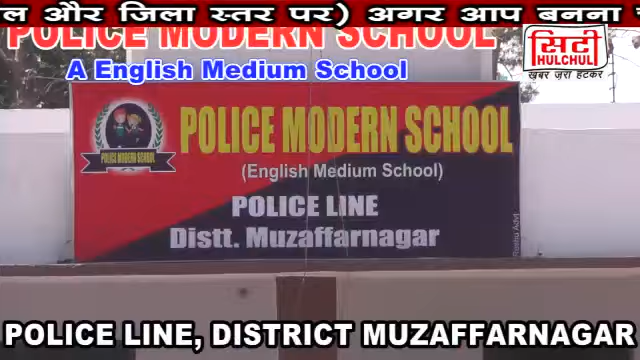 ल और जिला स्तर पर) अगर आप बनना
POLICE MODERN SCHOOL
A English Medium School
सिटी
HULCHUL
खबर ज़रा हटकर
POLICE MODERN SCHOOL
POLICE MODERN SCHOOL
(English Medium School)
POLICE LINE
Distt. Muzaffarnagar
POLICE LINE, DISTRICT MUZAFFARNAGAR